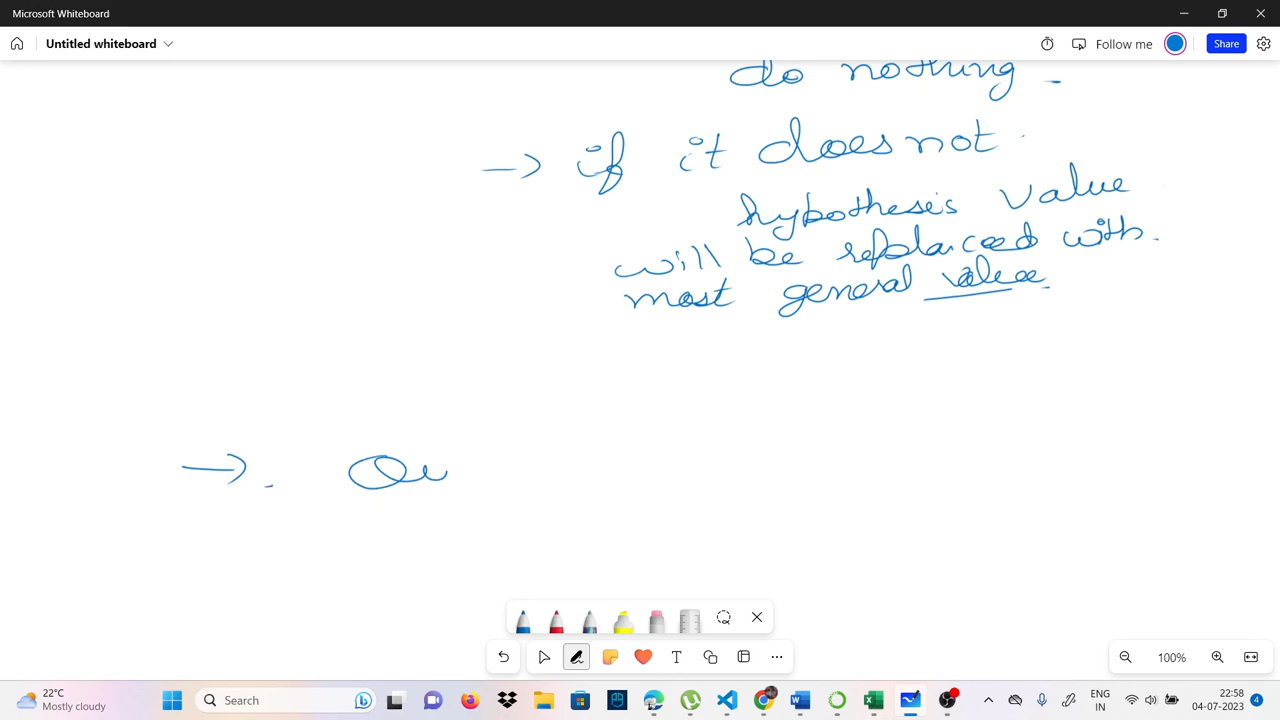 Microsoft Whiteboard
Untitled whiteboard
Follow me
Share
do nothing -
→ if it does not
hypothesis value
will be replaced with
most general value
→.
100%
22°C
Mostly cloudy
Search
ENG
IN
22:58
04-07-2023
4